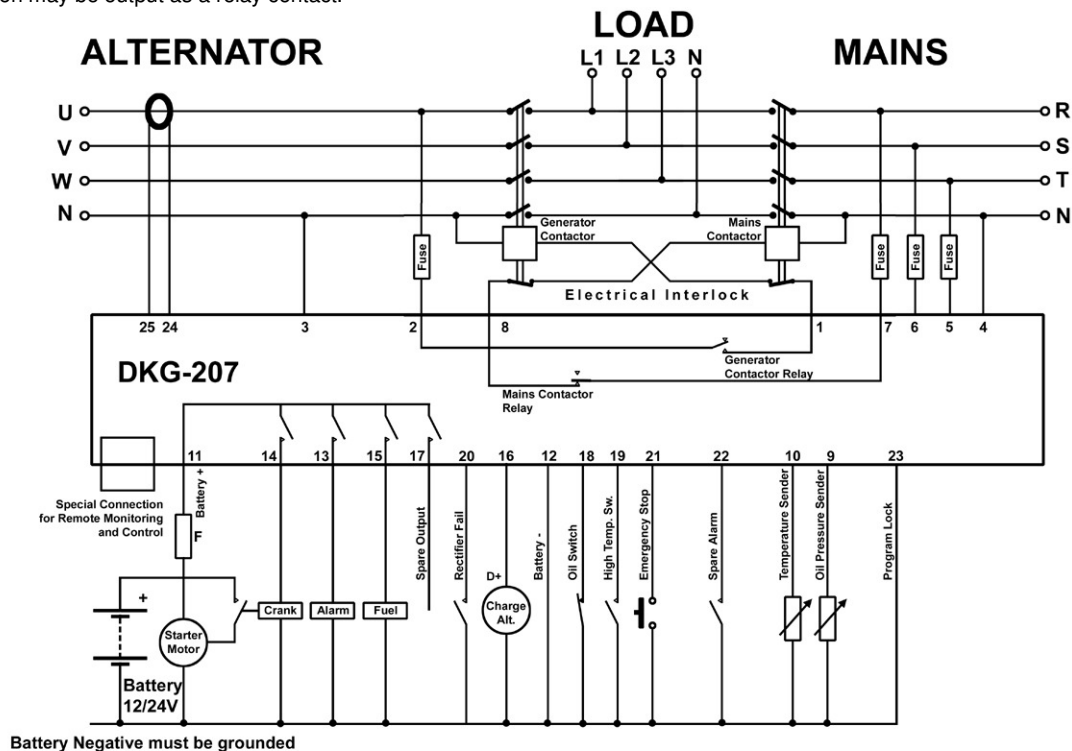 on may be output as a relay contact.
LOAD
ALTERNATOR
MAINS
L1 L2 L3 N
U
R
V
S
W
T
N
N
Generator
Contactor
Mains
Contactor
Fuse
Fuse
Fuse
Fuse
Electrical Interlock
25 24 3 2 8 1 7 6 5 4
DKG-207
Generator
Contactor Relay
Mains Contactor
Relay
11 14 13 15 17 20 16 12 18 19 21 22 10 9 23
Special Connection
for Remote Monitoring
and Control
Battery +
F
Spare Output
Rectifier Fail
D+
Charge
Alt.
Battery -
Oil Switch
High Temp. Sw.
Emergency Stop
Spare Alarm
Temperature Sender
Oil Pressure Sender
Program Lock
+
Crank
Alarm
Fuel
Starter
Motor
Battery
12/24V
Battery Negative must be grounded